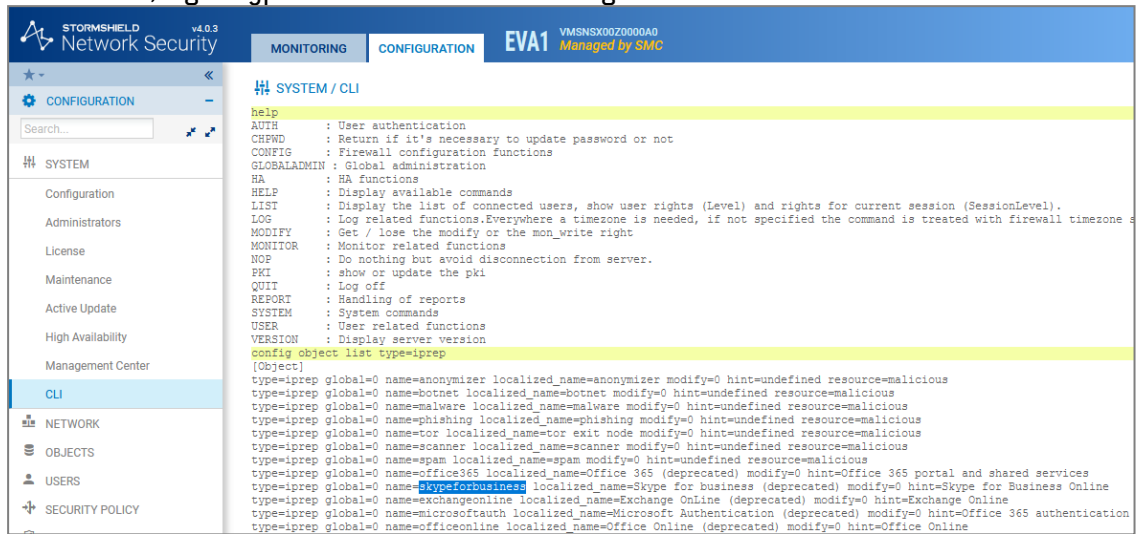 STORMSHIELD v4.0.3
Network Security
MONITORING CONFIGURATION EVA1 VMSNSX00Z0000A0
Managed by SMC
CONFIGURATION
Search...
SYSTEM
Configuration
Administrators
License
Maintenance
Active Update
High Availability
Management Center
CLI
NETWORK
OBJECTS
USERS
SECURITY POLICY
SYSTEM / CLI
help
AUTH : User authentication
CHPWD : Return if it's necessary to update password or not
CONFIG : Firewall configuration functions
GLOBALADMIN : Global administration
HA : HA functions
HELP : Display available commands
LIST : Display the list of connected users, show user rights (Level) and rights for current session (SessionLevel).
LOG : Log related functions.Everywhere a timezone is needed, if not specified the command is treated with firewall timezone s
MODIFY : Get / lose the modify or the mon_write right
MONITOR : Monitor related functions
NOP : Do nothing but avoid disconnection from server.
PKI : show or update the pki
QUIT : Log off
REPORT : Handling of reports
SYSTEM : System commands
USER : User related functions
VERSION : Display server version
config object list type=iprep
[Object]
type=iprep global=0 name=anonymizer localized_name=anonymizer modify=0 hint=undefined resource=malicious
type=iprep global=0 name=botnet localized_name=botnet modify=0 hint=undefined resource=malicious
type=iprep global=0 name=malware localized_name=malware modify=0 hint=undefined resource=malicious
type=iprep global=0 name=phishing localized_name=phishing modify=0 hint=undefined resource=malicious
type=iprep global=0 name=tor localized_name=tor exit node modify=0 hint=undefined resource=malicious
type=iprep global=0 name=scanner localized_name=scanner modify=0 hint=undefined resource=malicious
type=iprep global=0 name=spam localized_name=spam modify=0 hint=undefined resource=malicious
type=iprep global=0 name=office365 localized_name=Office 365 (deprecated) modify=0 hint=Office 365 portal and shared services
type=iprep global=0 name=skypeforbusiness localized_name=Skype for business (deprecated) modify=0 hint=Skype for Business Online
type=iprep global=0 name=exchangeonline localized_name=Exchange OnLine (deprecated) modify=0 hint=Exchange Online
type=iprep global=0 name=microsoftauth localized_name=Microsoft Authentication (deprecated) modify=0 hint=Office 365 authentication
type=iprep global=0 name=officeonline localized_name=Office Online (deprecated) modify=0 hint=Office Online